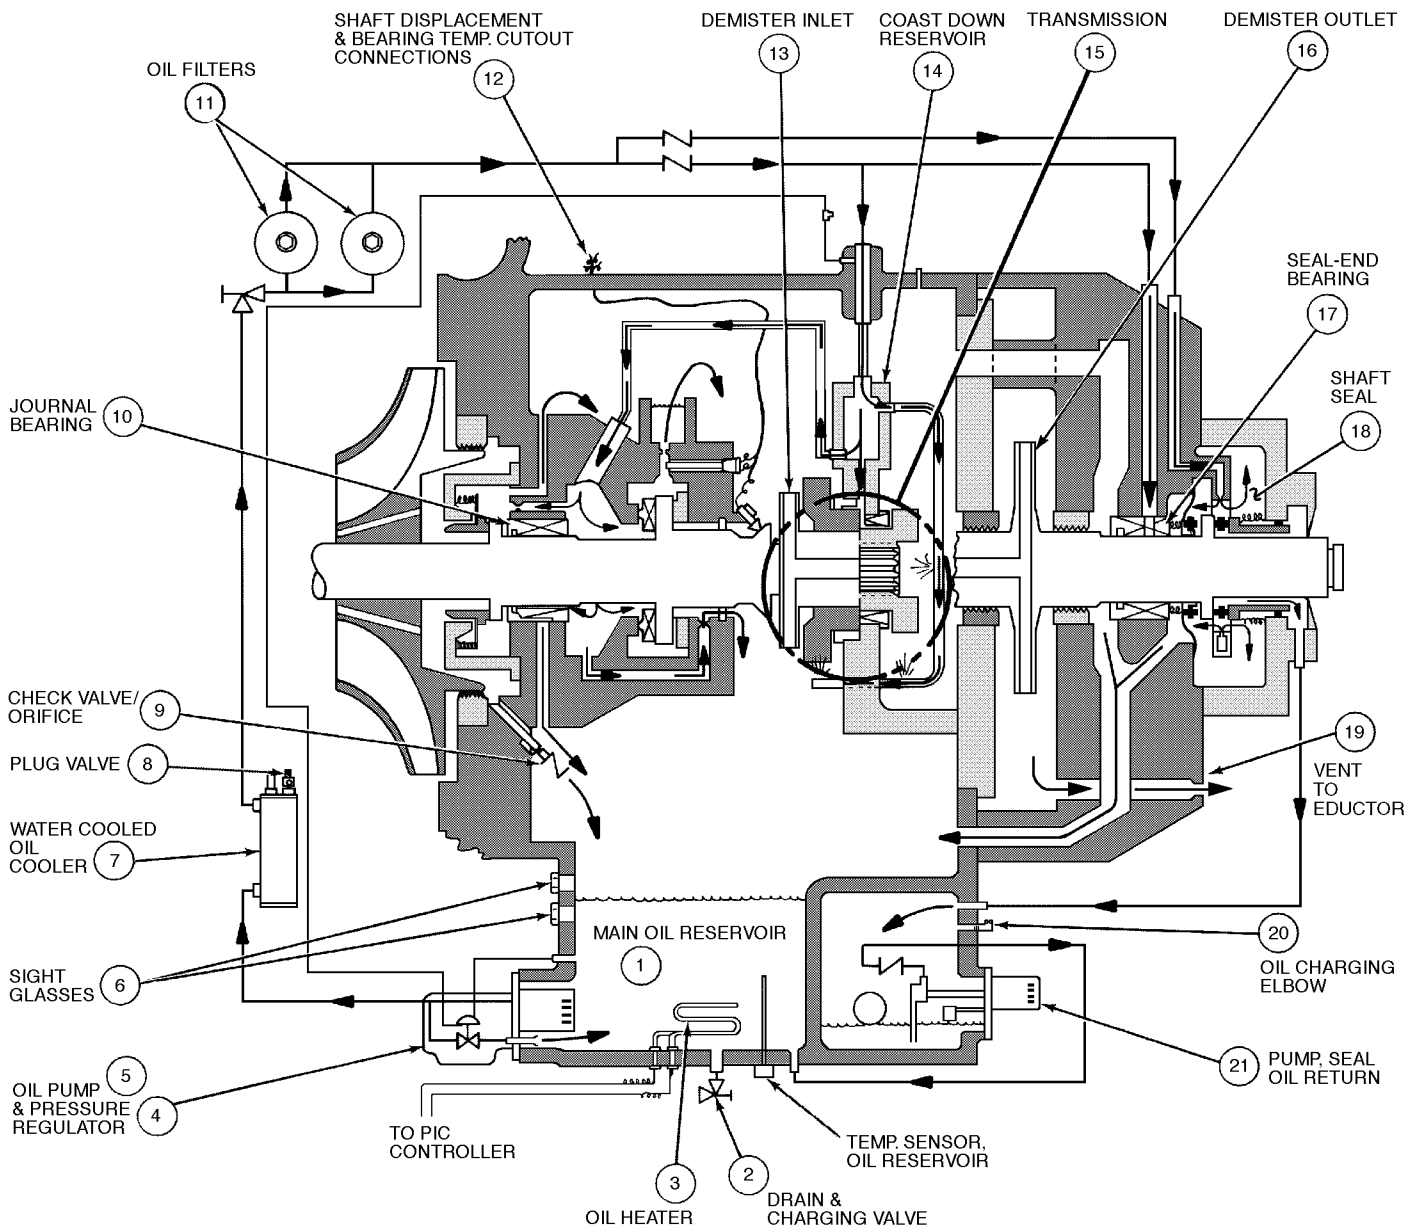 SHAFT DISPLACEMENT
& BEARING TEMP. CUTOUT
CONNECTIONS
12
DEMISTER INLET
13
COAST DOWN
RESERVOIR
14
TRANSMISSION
15
DEMISTER OUTLET
16
OIL FILTERS
11
SEAL-END
BEARING
17
SHAFT
SEAL
18
JOURNAL
BEARING
10
CHECK VALVE/
ORIFICE
9
PLUG VALVE
8
WATER COOLED
OIL
COOLER
7
19
VENT
TO
EDUCTOR
SIGHT
GLASSES
6
MAIN OIL RESERVOIR
1
20
OIL CHARGING
ELBOW
OIL PUMP
& PRESSURE
REGULATOR
5
4
21
PUMP, SEAL
OIL RETURN
TO PIC
CONTROLLER
TEMP. SENSOR,
OIL RESERVOIR
3
OIL HEATER
2
DRAIN &
CHARGING VALVE